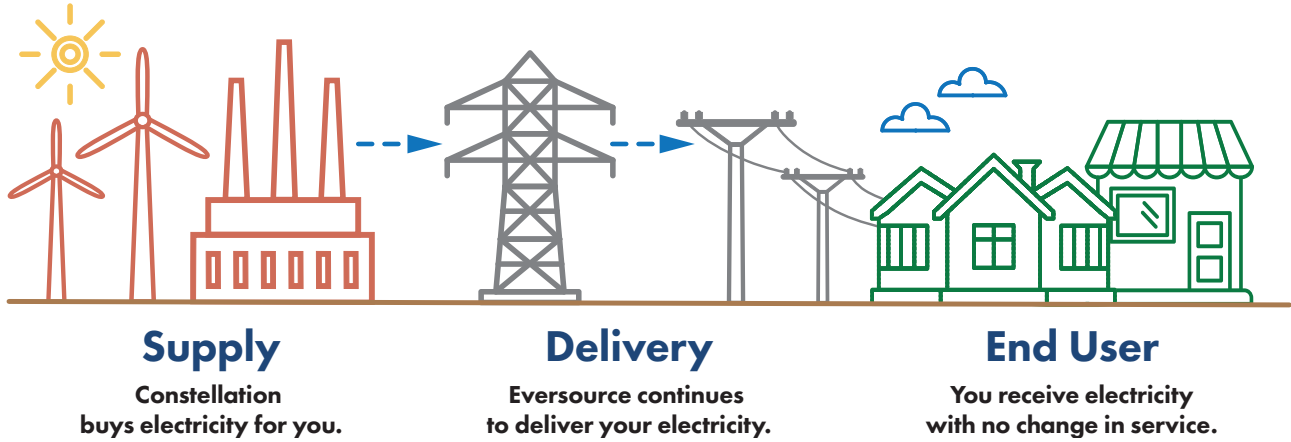 Supply
Constellation
buys electricity for you.
Delivery
Eversource continues
to deliver your electricity.
End User
You receive electricity
with no change in service.